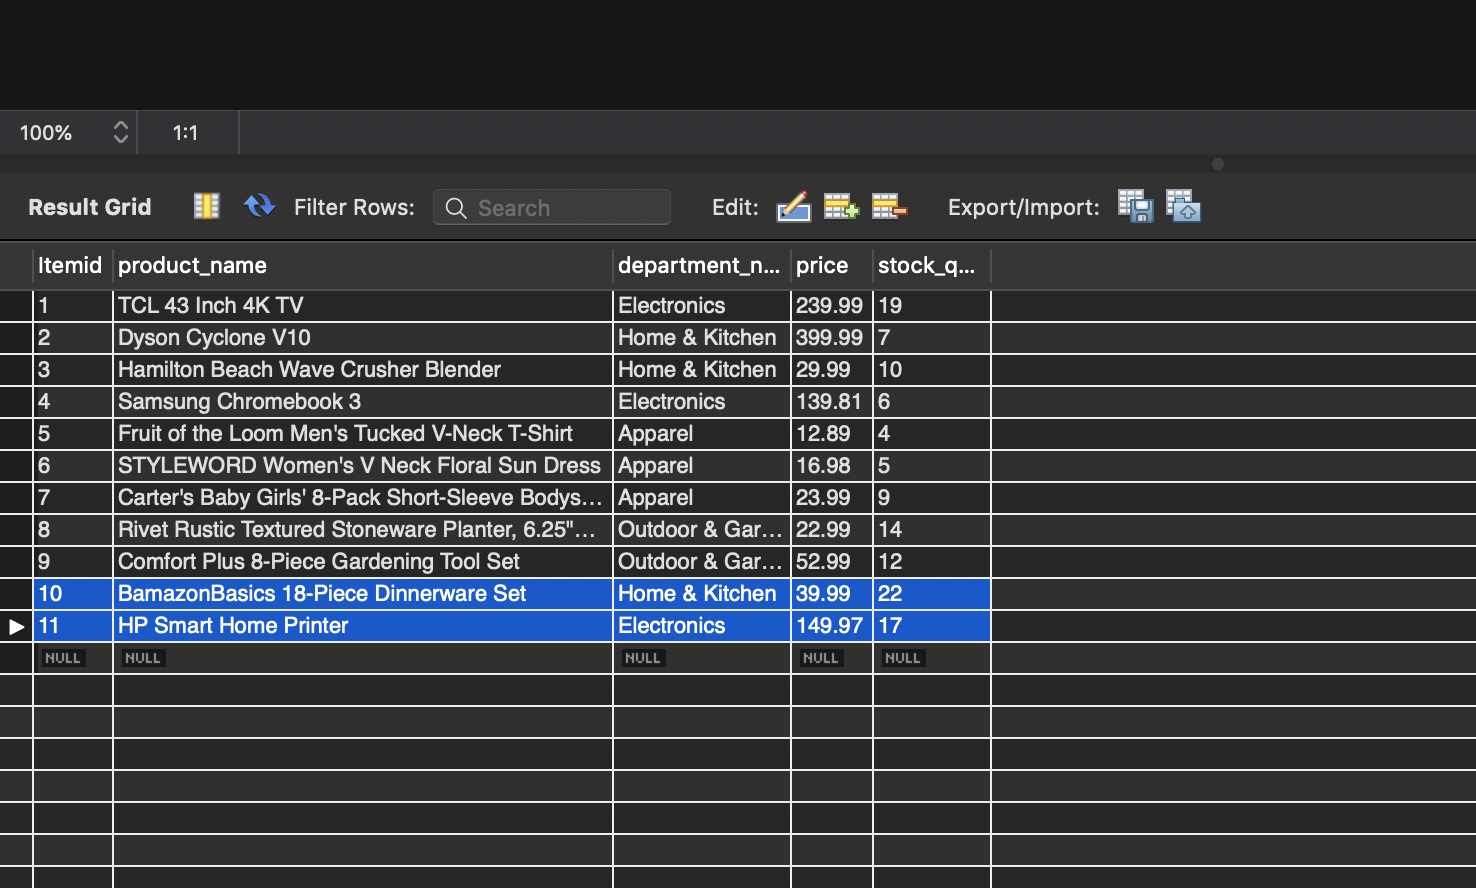 100% 1:1
Result Grid Filter Rows: Search Edit: Export/Import:
Itemid product_name department_n... price stock_q...
1 TCL 43 Inch 4K TV Electronics 239.99 19
2 Dyson Cyclone V10 Home & Kitchen 399.99 7
3 Hamilton Beach Wave Crusher Blender Home & Kitchen 29.99 10
4 Samsung Chromebook 3 Electronics 139.81 6
5 Fruit of the Loom Men's Tucked V-Neck T-Shirt Apparel 12.89 4
6 STYLEWORD Women's V Neck Floral Sun Dress Apparel 16.98 5
7 Carter's Baby Girls' 8-Pack Short-Sleeve Bodys... Apparel 23.99 9
8 Rivet Rustic Textured Stoneware Planter, 6.25"... Outdoor & Gar... 22.99 14
9 Comfort Plus 8-Piece Gardening Tool Set Outdoor & Gar... 52.99 12
10 BamazonBasics 18-Piece Dinnerware Set Home & Kitchen 39.99 22
11 HP Smart Home Printer Electronics 149.97 17
NULL NULL NULL NULL NULL